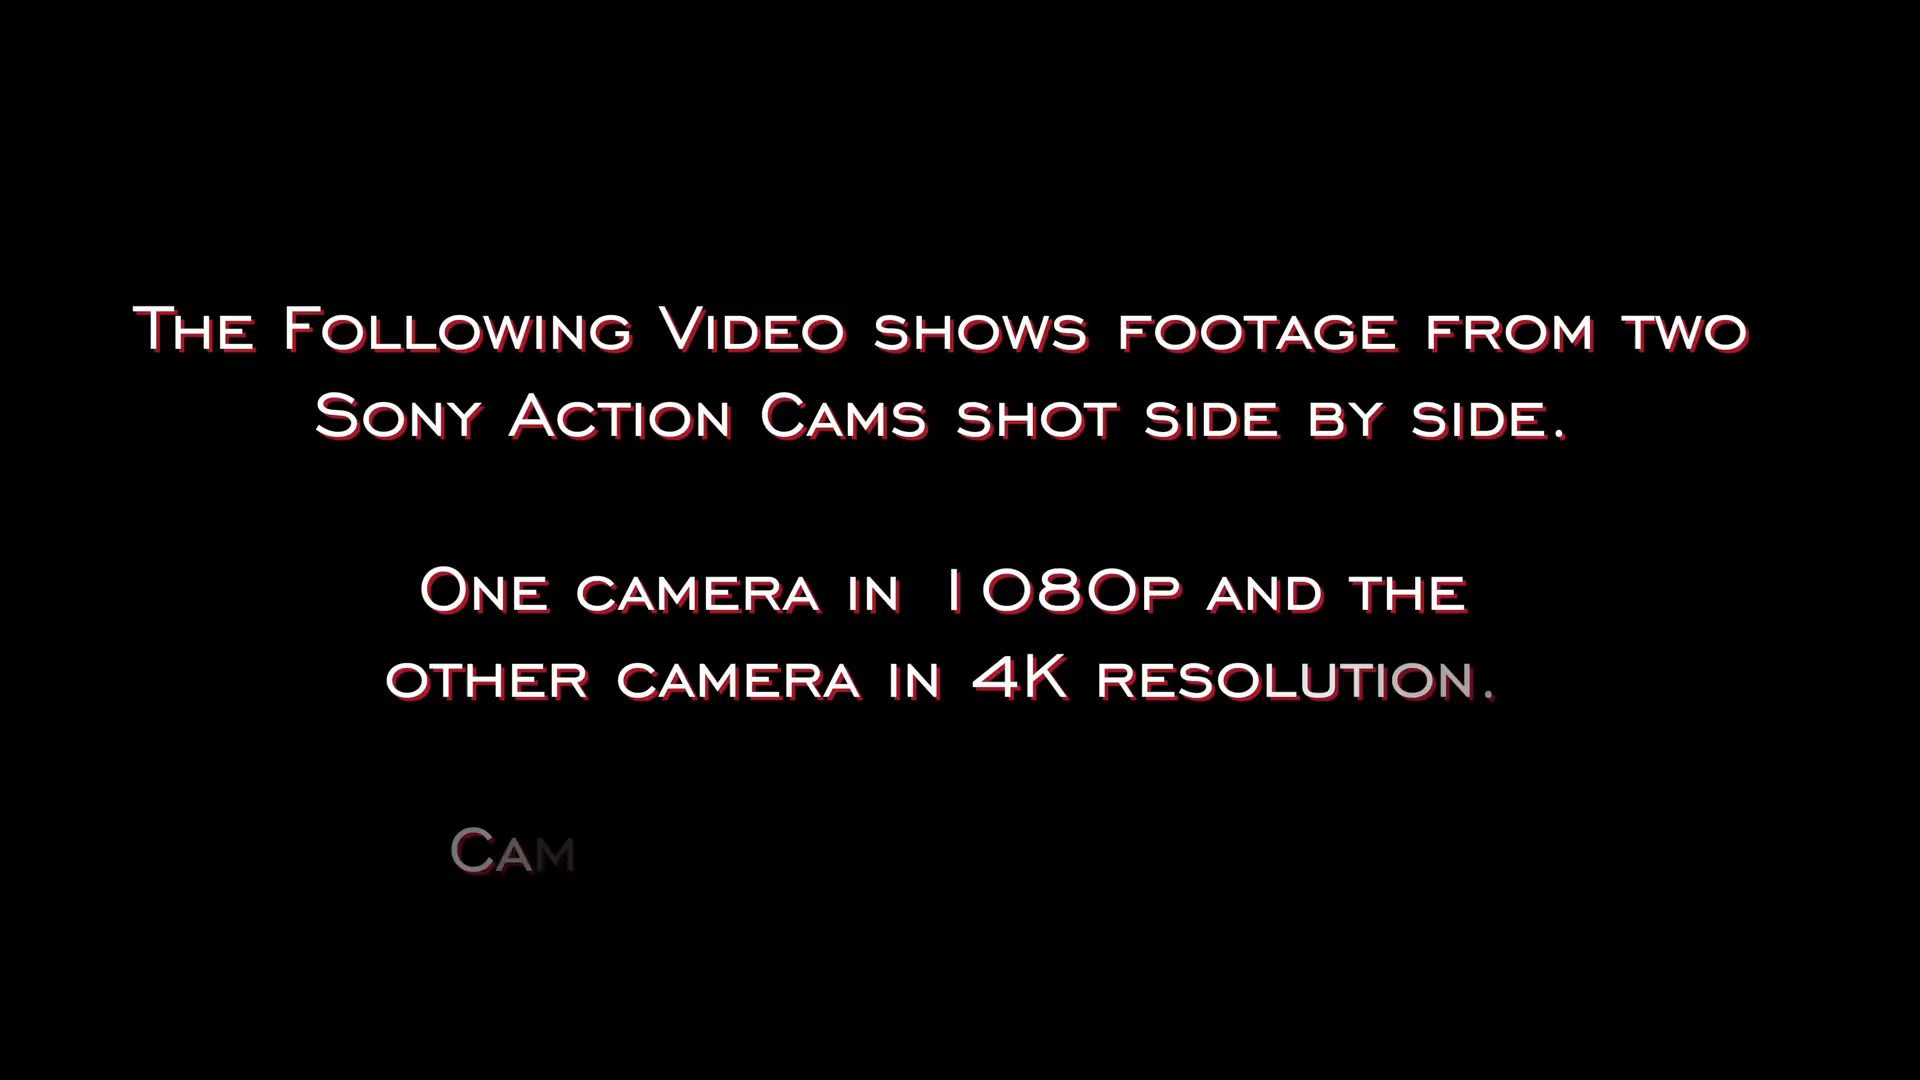 The Following Video shows footage from two
Sony Action Cams shot side by side.
One camera in 1080p and the
other camera in 4K resolution.
Cam